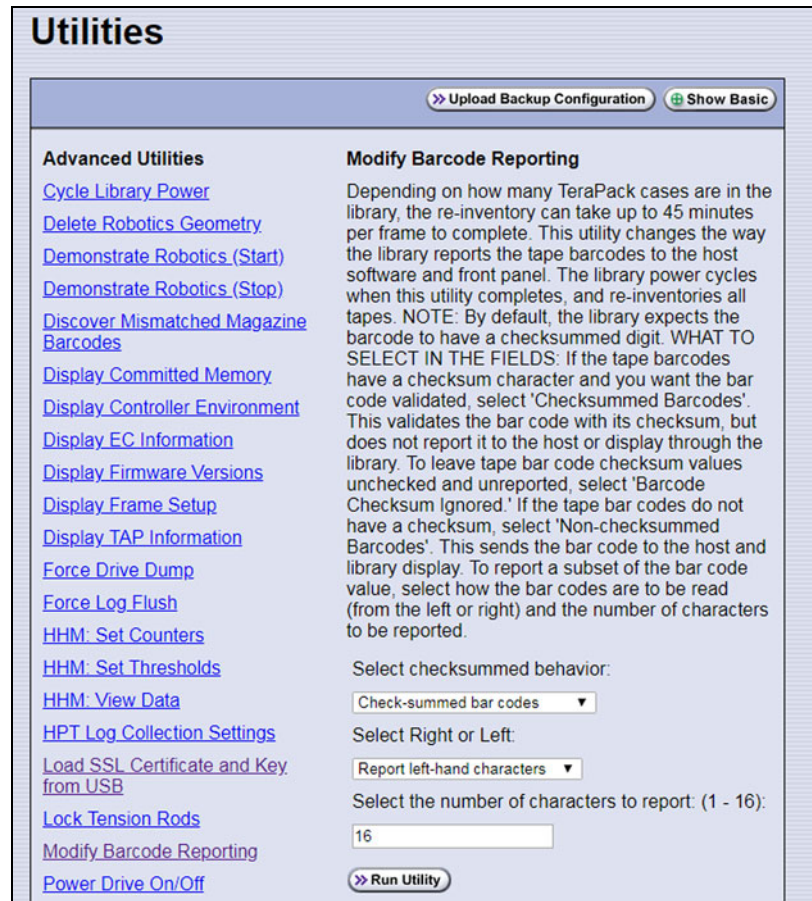 Utilities
Upload Backup Configuration
Show Basic
Advanced Utilities
Cycle Library Power
Delete Robotics Geometry
Demonstrate Robotics (Start)
Demonstrate Robotics (Stop)
Discover Mismatched Magazine
Barcodes
Display Committed Memory
Display Controller Environment
Display EC Information
Display Firmware Versions
Display Frame Setup
Display TAP Information
Force Drive Dump
Force Log Flush
HHM: Set Counters
HHM: Set Thresholds
HHM: View Data
HPT Log Collection Settings
Load SSL Certificate and Key
from USB
Lock Tension Rods
Modify Barcode Reporting
Power Drive On/Off
Modify Barcode Reporting
Depending on how many TeraPack cases are in the
library, the re-inventory can take up to 45 minutes
per frame to complete. This utility changes the way
the library reports the tape barcodes to the host
software and front panel. The library power cycles
when this utility completes, and re-inventories all
tapes. NOTE: By default, the library expects the
barcode to have a checksummed digit. WHAT TO
SELECT IN THE FIELDS: If the tape barcodes
have a checksum character and you want the bar
code validated, select 'Checksummed Barcodes'.
This validates the bar code with its checksum, but
does not report it to the host or display through the
library. To leave tape bar code checksum values
unchecked and unreported, select 'Barcode
Checksum Ignored.' If the tape bar codes do not
have a checksum, select 'Non-checksummed
Barcodes'. This sends the bar code to the host and
library display. To report a subset of the bar code
value, select how the bar codes are to be read
(from the left or right) and the number of characters
to be reported.
Select checksummed behavior:
Check-summed bar codes
Select Right or Left:
Report left-hand characters
Select the number of characters to report: (1 - 16):
16
Run Utility